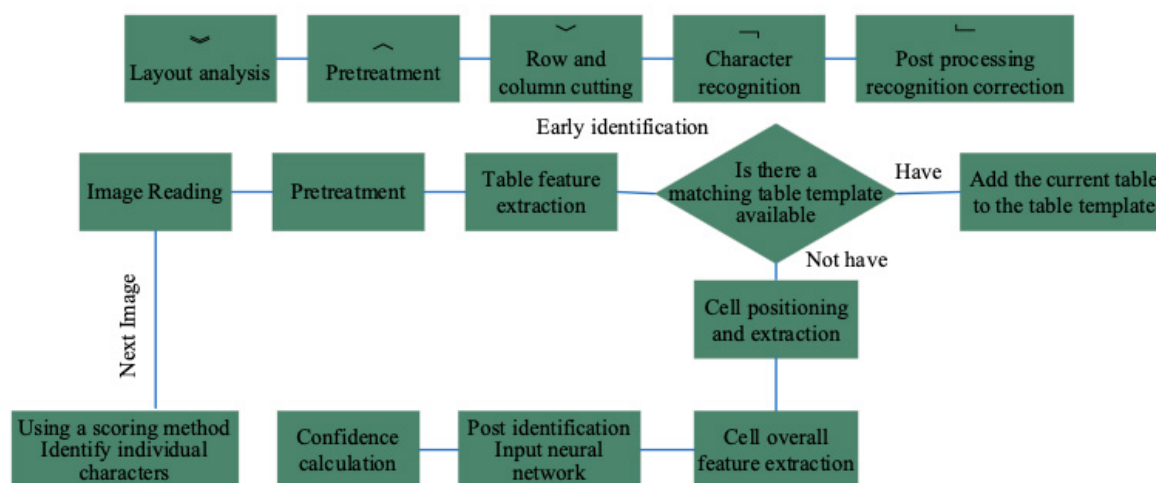 ︾
Layout analysis
︿
Pretreatment
﹀
Row and
column cutting
﹁
Character
recognition
﹂
Post processing
recognition correction
Early identification
Image Reading
Pretreatment
Table feature
extraction
Is there a
matching table template
available
Have
Add the current table
to the table template
Not have
Cell positioning
and extraction
Next Image
Using a scoring method
Identify individual
characters
Confidence
calculation
Post identification
Input neural
network
Cell overall
feature extraction